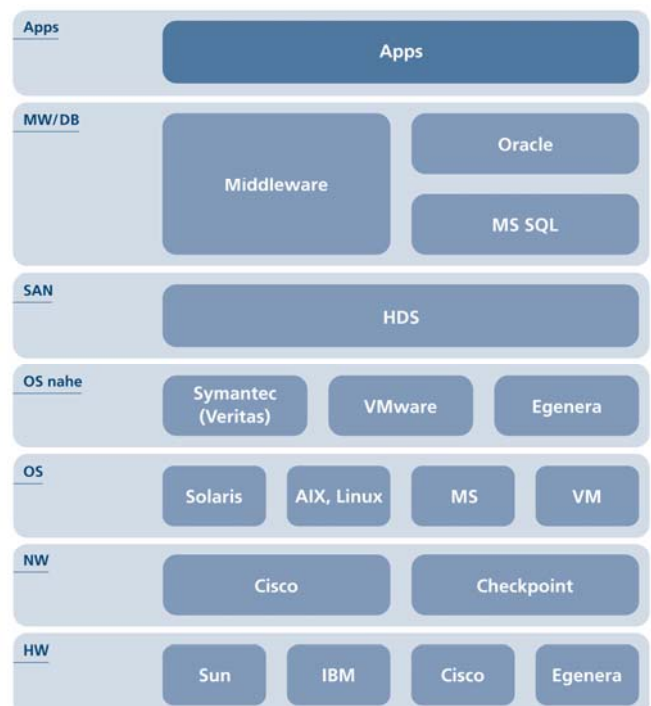 Apps
Apps
MW/DB
Middleware
Oracle
MS SQL
SAN
HDS
OS nahe
Symantec
(Veritas)
VMware
Egenera
OS
Solaris
AIX, Linux
MS
VM
NW
Cisco
Checkpoint
HW
Sun
IBM
Cisco
Egenera